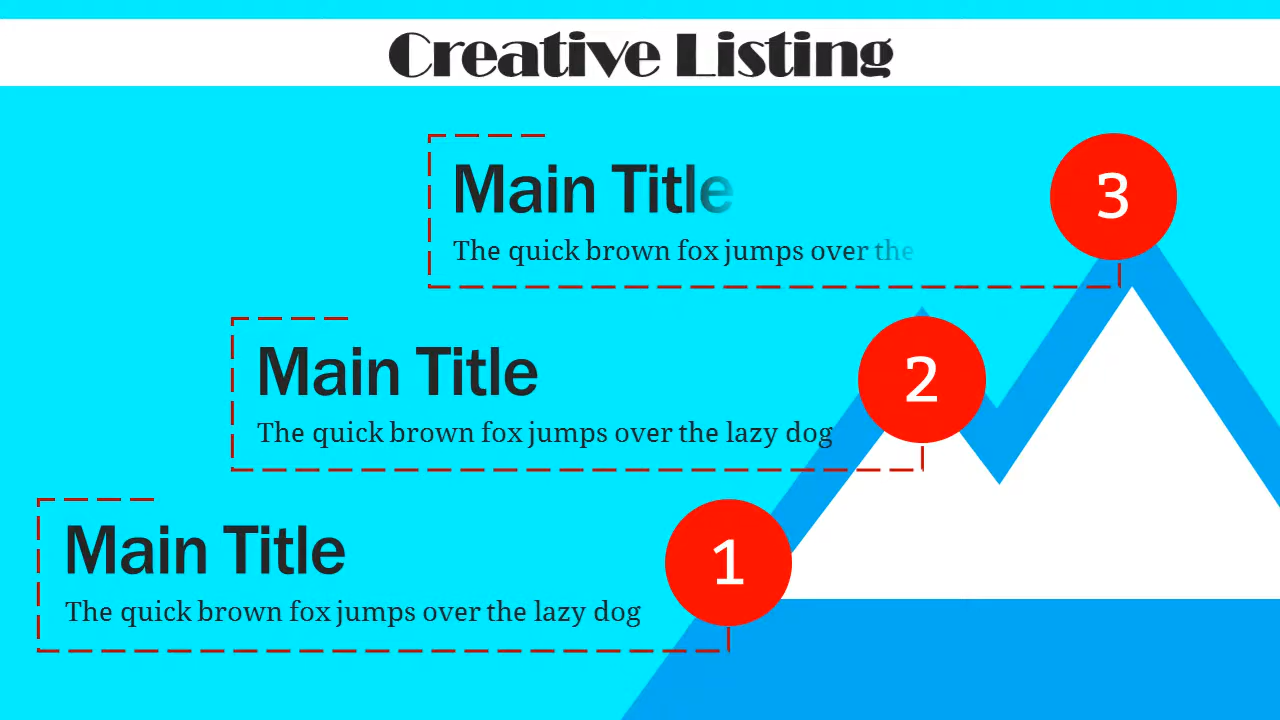 Creative Listing
3
Main Title
The quick brown fox jumps over the
2
Main Title
The quick brown fox jumps over the lazy dog
1
Main Title
The quick brown fox jumps over the lazy dog